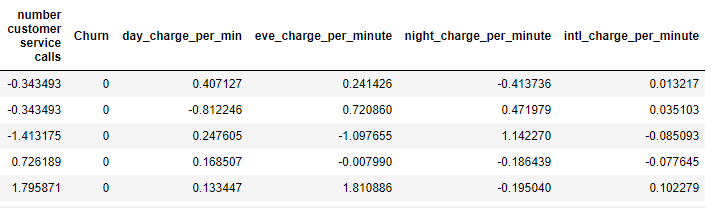 number
customer
service
calls
Churn day_charge_per_min eve_charge_per_minute night_charge_per_minute intl_charge_per_minute
-0.343493 0 0.407127 0.241426 -0.413736 0.013217
-0.343493 0 -0.812246 0.720860 0.471979 0.035103
-1.413175 0 0.247605 -1.097655 1.142270 -0.085093
0.726189 0 0.168507 -0.007990 -0.186439 -0.077645
1.795871 0 0.133447 1.810886 -0.195040 0.102279